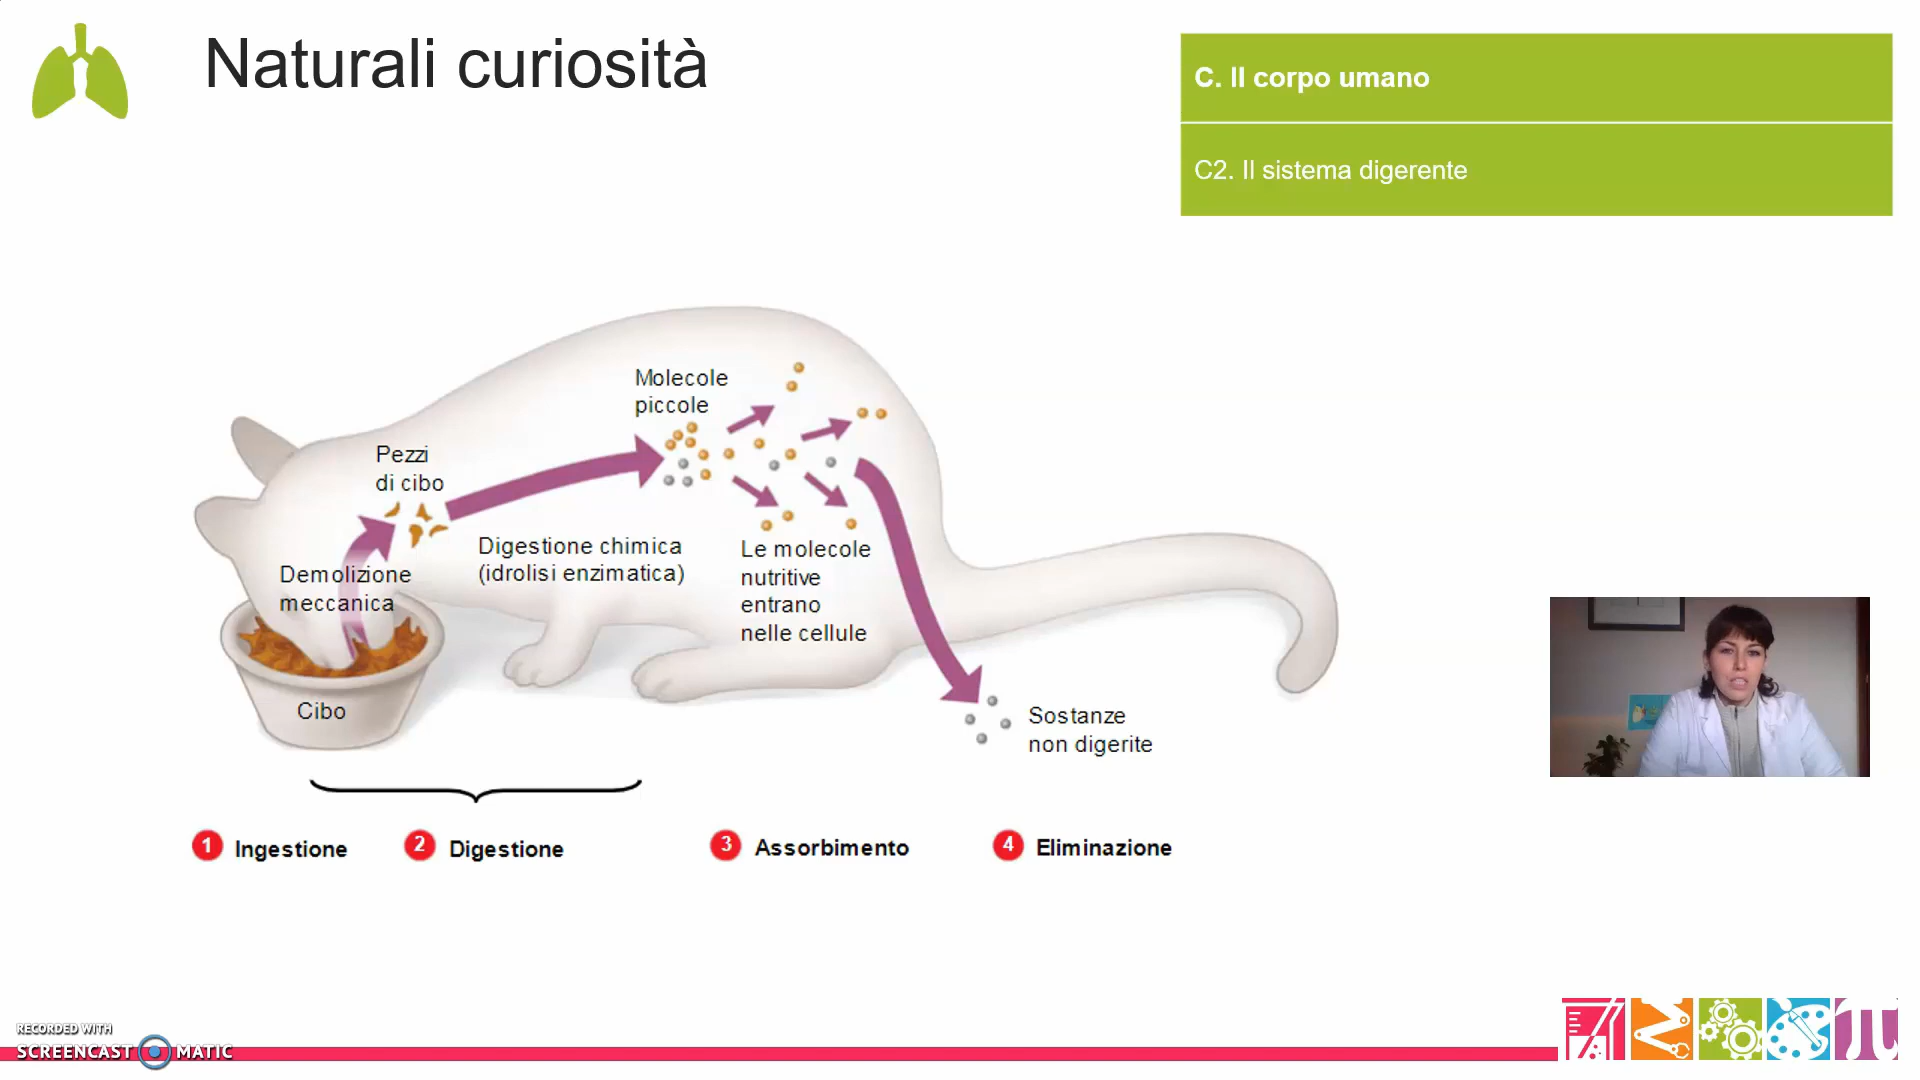 Naturali curiosità
C. Il corpo umano
C2. Il sistema digerente
Molecole
piccole
Pezzi
di cibo
Digestione chimica
(idrolisi enzimatica)
Le molecole
nutritive
entrano
nelle cellule
Demolizione
meccanica
Cibo
Sostanze
non digerite
1 Ingestione
2 Digestione
3 Assorbimento
4 Eliminazione
RECORDED WITH
SCREENCAST MATIC
π